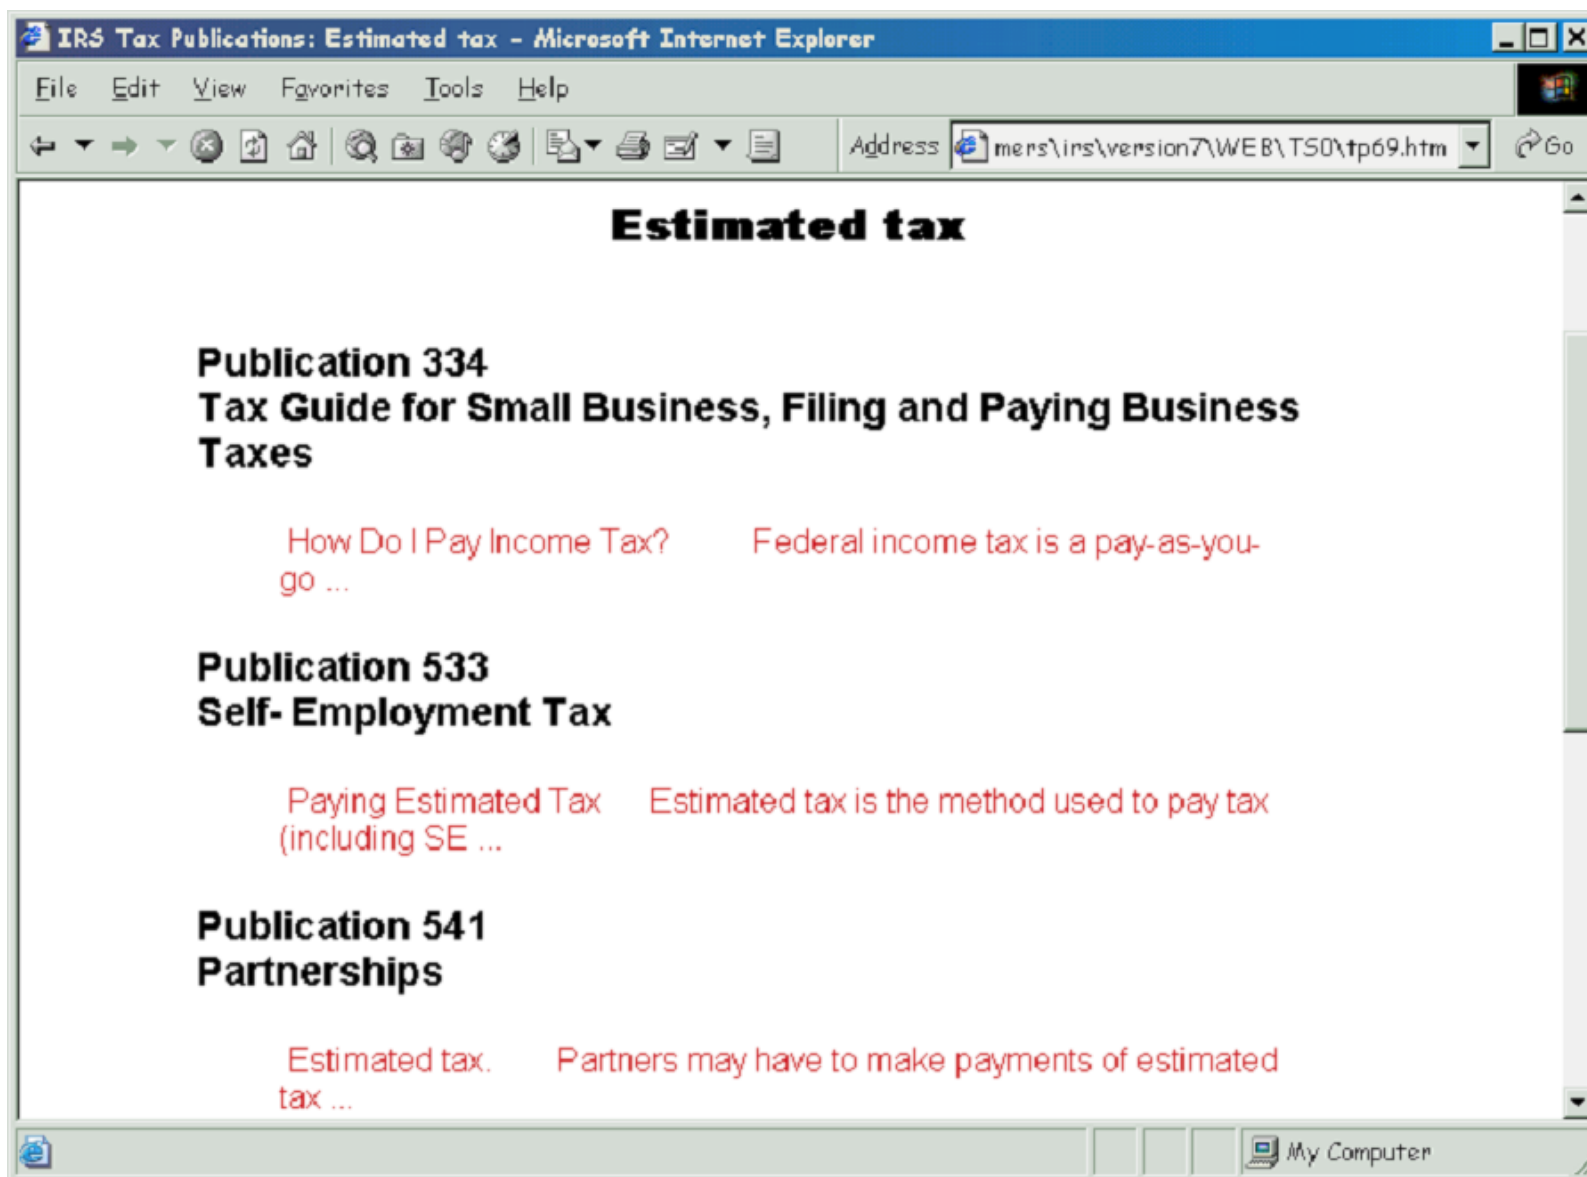 IRS Tax Publications: Estimated tax - Microsoft Internet Explorer
File Edit View Favorites Tools Help
Address mers\irs\version7\WEB\TS0\tp69.htm Go
Estimated tax
Publication 334
Tax Guide for Small Business, Filing and Paying Business
Taxes
How Do I Pay Income Tax? Federal income tax is a pay-as-you-
go ...
Publication 533
Self- Employment Tax
Paying Estimated Tax Estimated tax is the method used to pay tax
(including SE ...
Publication 541
Partnerships
Estimated tax. Partners may have to make payments of estimated
tax ...
My Computer